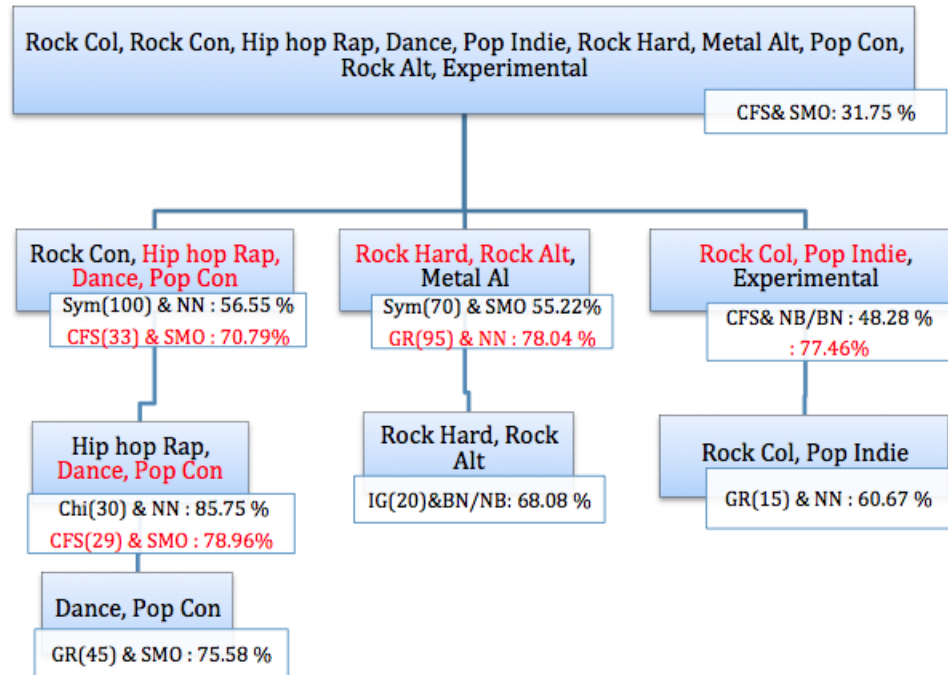 Rock Col, Rock Con, Hip hop Rap, Dance, Pop Indie, Rock Hard, Metal Alt, Pop Con,
Rock Alt, Experimental
CFS& SMO: 31.75 %
Rock Con, Hip hop Rap,
Dance, Pop Con
Sym(100) & NN : 56.55 %
CFS(33) & SMO : 70.79%
Rock Hard, Rock Alt,
Metal Al
Sym(70) & SMO 55.22%
GR(95) & NN : 78.04 %
Rock Col, Pop Indie,
Experimental
CFS& NB/BN : 48.28 %
: 77.46%
Hip hop Rap,
Dance, Pop Con
Chi(30) & NN : 85.75 %
CFS(29) & SMO : 78.96%
Rock Hard, Rock
Alt
IG(20)&BN/NB: 68.08 %
Rock Col, Pop Indie
GR(15) & NN : 60.67 %
Dance, Pop Con
GR(45) & SMO : 75.58 %